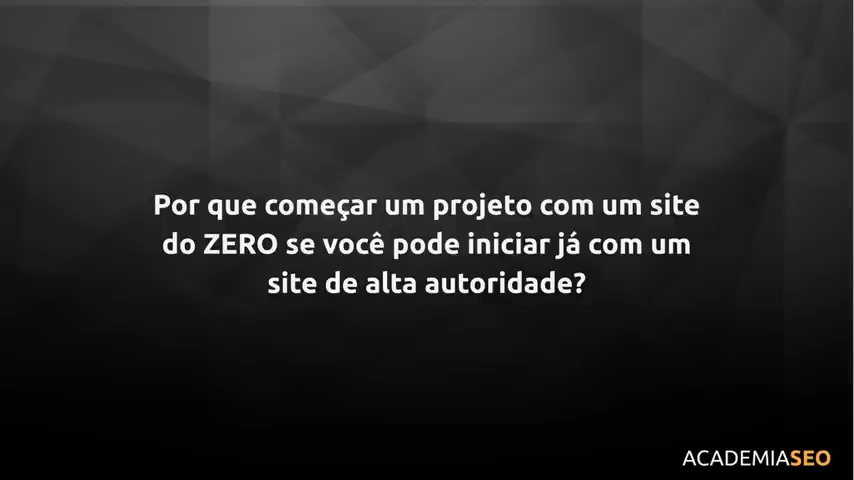 Por que começar um projeto com um site
do ZERO se você pode iniciar já com um
site de alta autoridade?
ACADEMIASEO